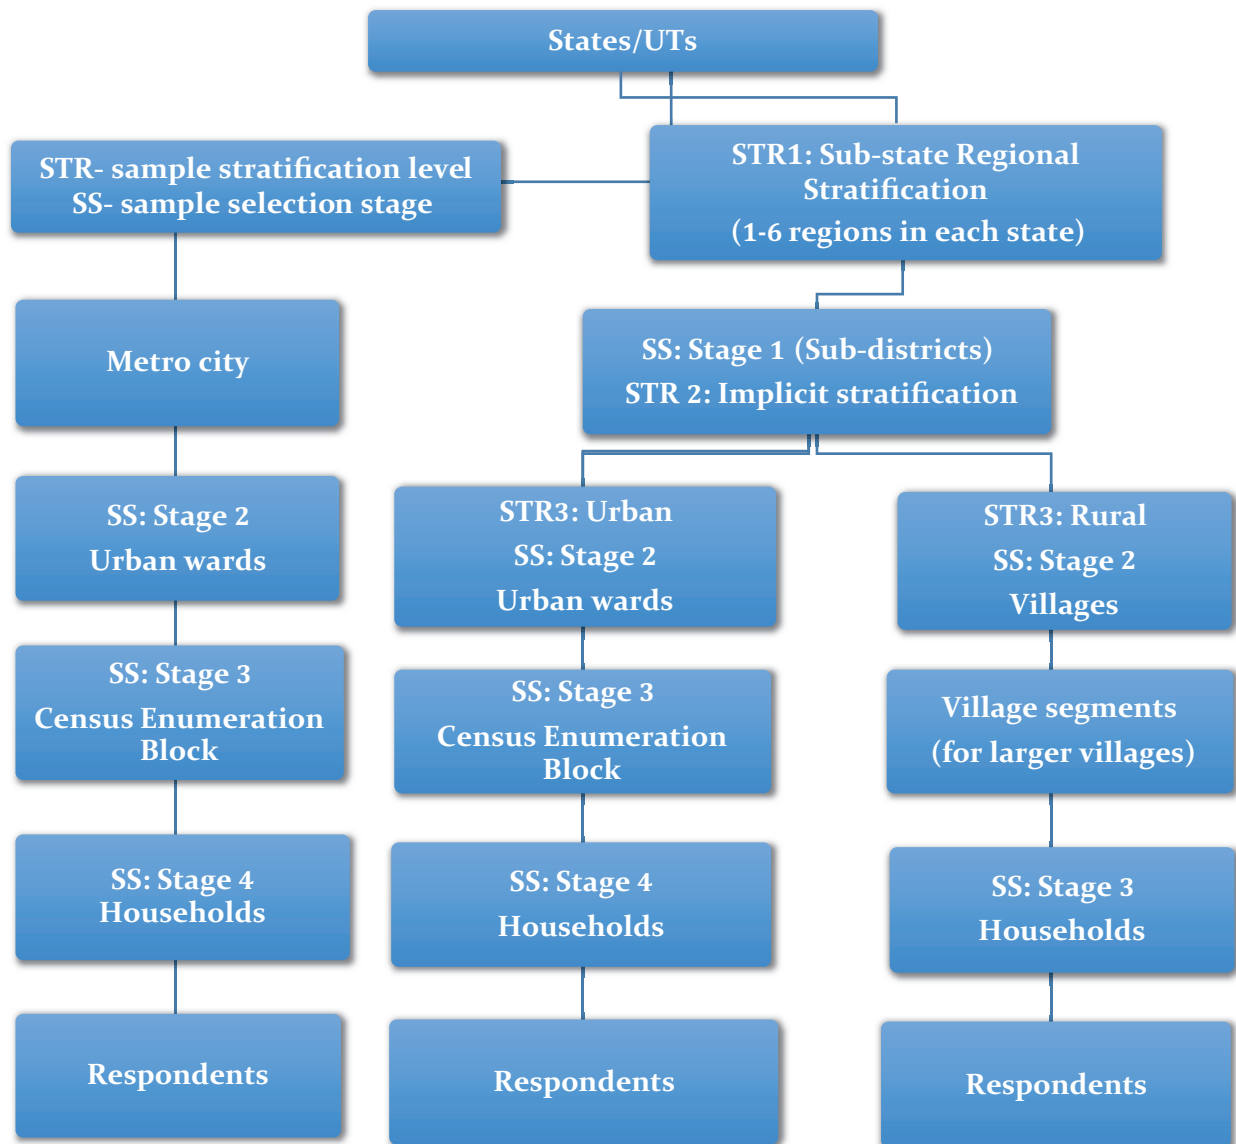 States/UTs
STR- sample stratification level
SS- sample selection stage
STR1: Sub-state Regional
Stratification
(1-6 regions in each state)
Metro city
SS: Stage 1 (Sub-districts)
STR 2: Implicit stratification
SS: Stage 2
Urban wards
STR3: Urban
SS: Stage 2
Urban wards
STR3: Rural
SS: Stage 2
Villages
SS: Stage 3
Census Enumeration
Block
SS: Stage 3
Census Enumeration
Block
Village segments
(for larger villages)
SS: Stage 4
Households
SS: Stage 4
Households
SS: Stage 3
Households
Respondents
Respondents
Respondents